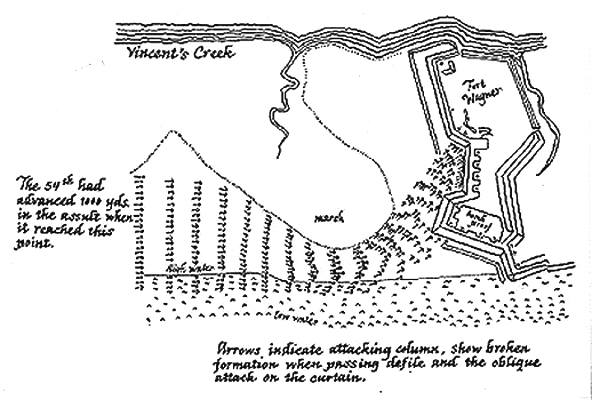 Vincent's Creek
Fort
Wagner
The 54th had
advanced 1000 yds.
in the assult when
it reached this
point.
marsh
bomb
proof
high water
low water
Arrows indicate attacking column, show broken
formation when passing defile and the oblique
attack on the curtain.